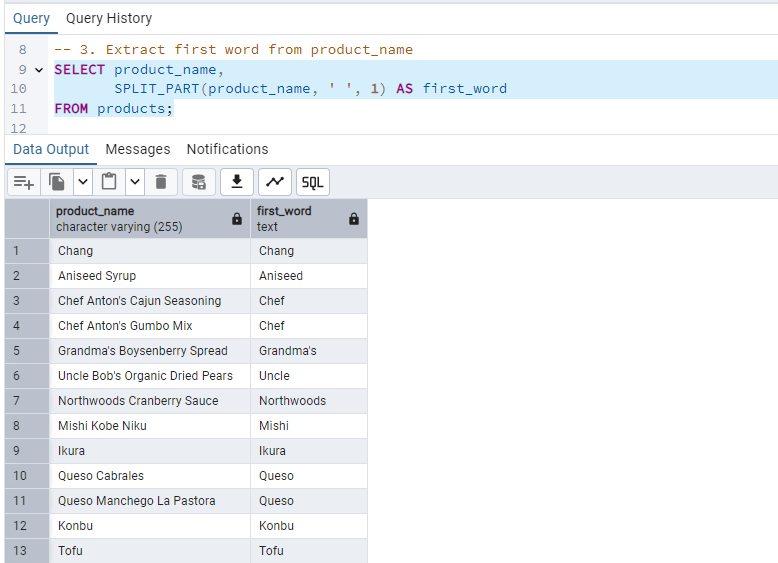 Query Query History
8 -- 3. Extract first word from product_name
9 SELECT product_name,
10 SPLIT_PART(product_name, ' ', 1) AS first_word
11 FROM products;
12
Data Output Messages Notifications
SQL
product_name first_word
character varying (255) text
1 Chang Chang
2 Aniseed Syrup Aniseed
3 Chef Anton's Cajun Seasoning Chef
4 Chef Anton's Gumbo Mix Chef
5 Grandma's Boysenberry Spread Grandma's
6 Uncle Bob's Organic Dried Pears Uncle
7 Northwoods Cranberry Sauce Northwoods
8 Mishi Kobe Niku Mishi
9 Ikura Ikura
10 Queso Cabrales Queso
11 Queso Manchego La Pastora Queso
12 Konbu Konbu
13 Tofu Tofu